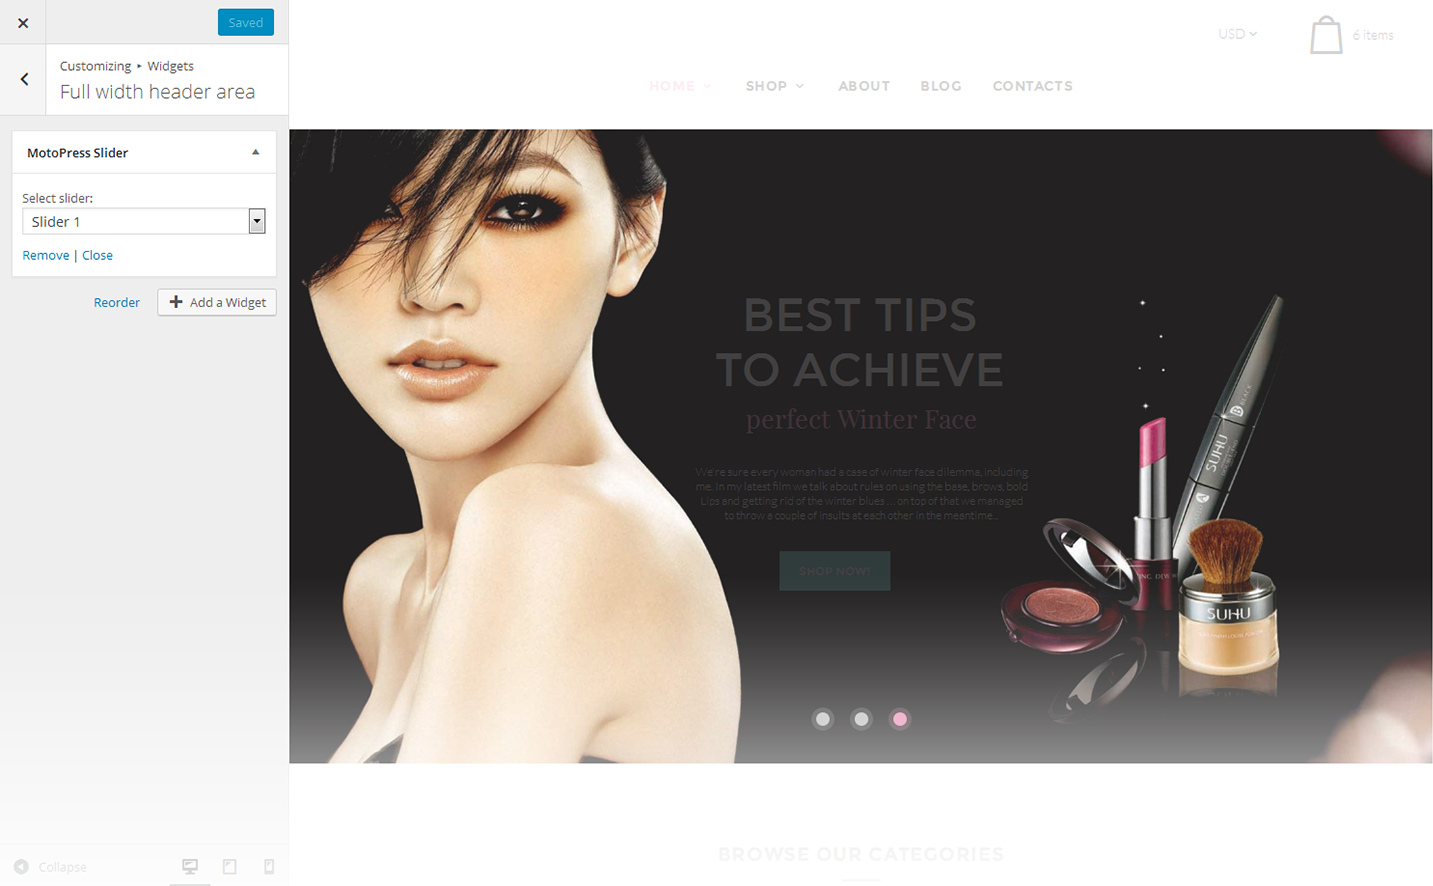 Saved
Customizing ▸ Widgets
Full width header area
MotoPress Slider
Select slider:
Slider 1
Remove | Close
Reorder
Add a Widget
Collapse
USD
6 items
HOME
SHOP
ABOUT
BLOG
CONTACTS
BEST TIPS
TO ACHIEVE
perfect Winter Face
We're sure every woman had a case of winter face dilemma, including
me. In my latest film we talk about rules on using the base, brows, bold
Lips and getting rid of the winter blues ... on top of that we managed
to throw a couple of insults at each other in the meantime...
SHOP NOW!
SUHU
SUHU
BROWSE OUR CATEGORIES